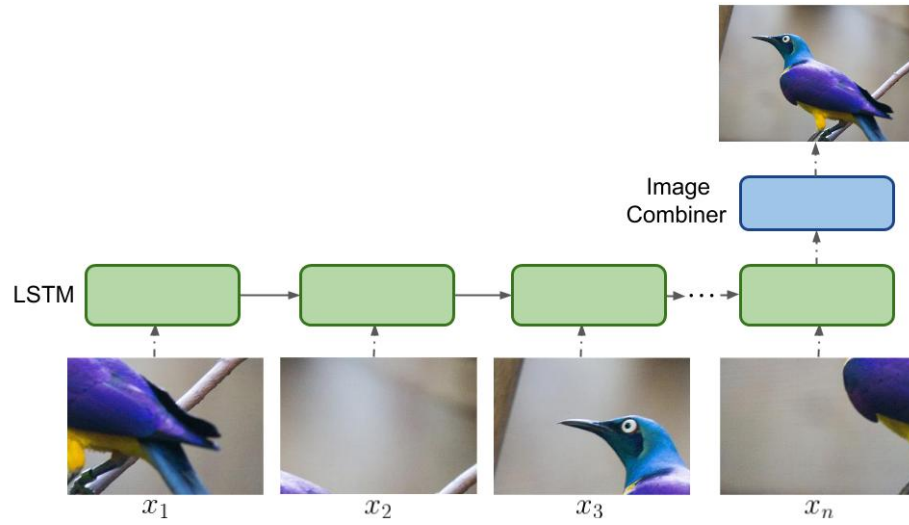 Image
Combiner
LSTM
...
x₁
x₂
x₃
xₙ